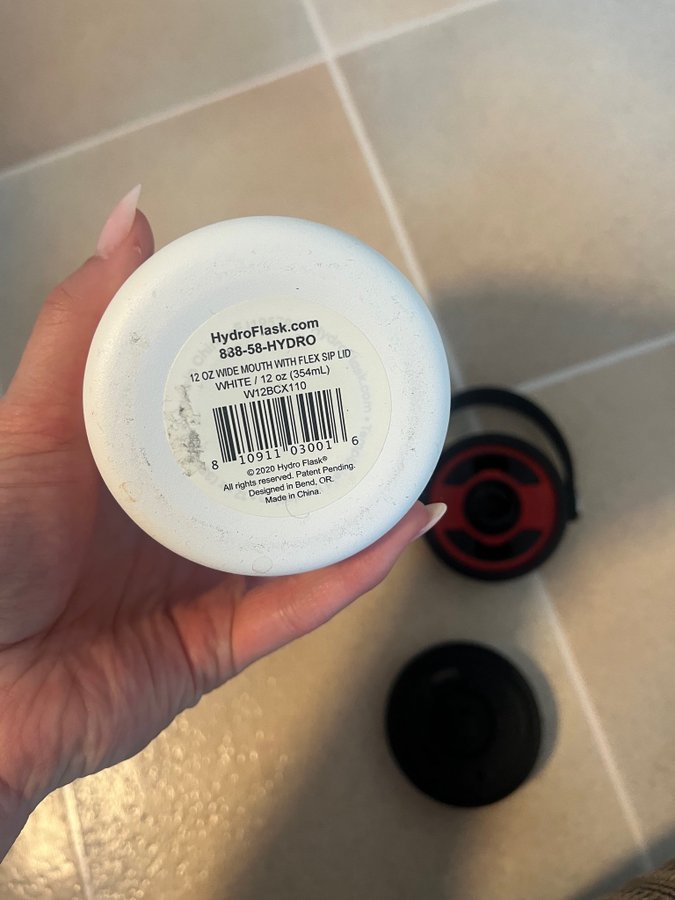 HydroFlask.com
888-58-HYDRO
12 OZ WIDE MOUTH WITH FLEX SIP LID
WHITE / 12 oz (354mL)
W12BCX110
8 10911 03001 6
© 2020 Hydro Flask®
All rights reserved. Patent Pending.
Designed in Bend, OR.
Made in China.